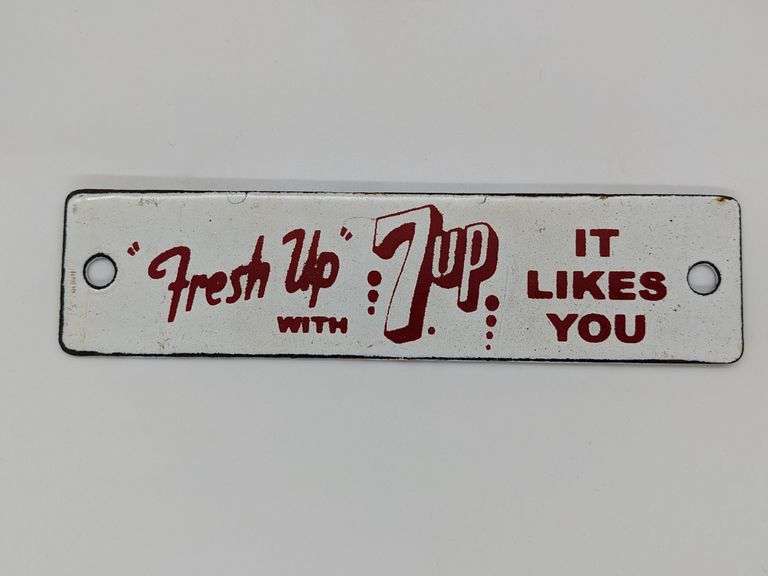 "Fresh Up"
WITH
7up
IT
LIKES
YOU